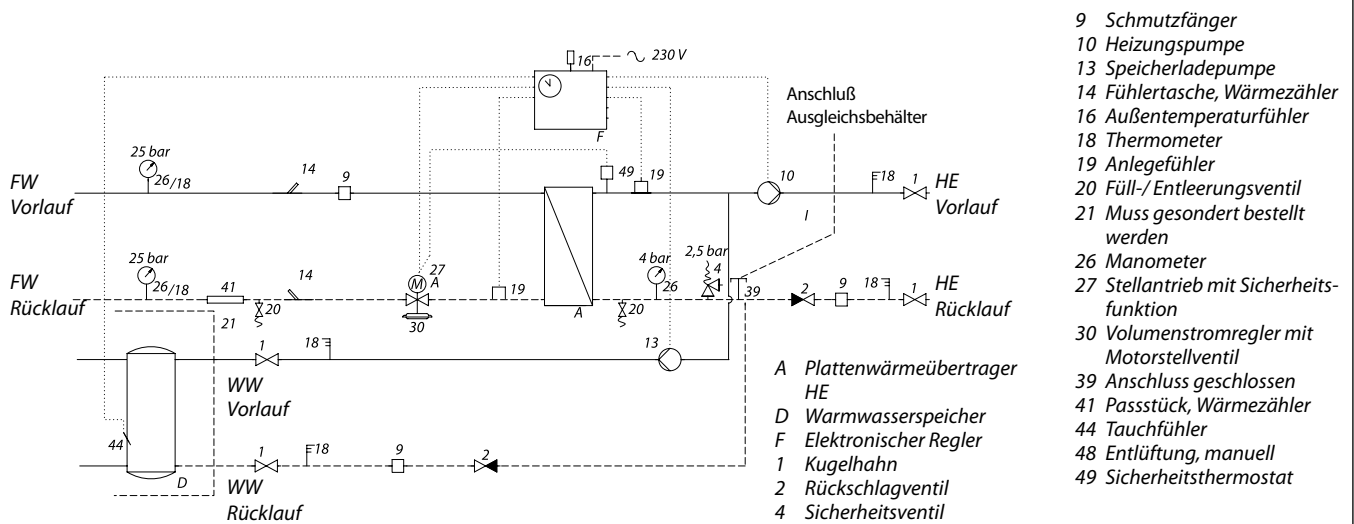 16
230 V
F
Anschluß
Ausgleichsbehälter
25 bar
26/18
14
9
49
19
10
18
1
FW
Vorlauf
HE
Vorlauf
I
25 bar
26/18
41
14
27
A
M
19
4 bar
26
2,5 bar
4
39
2
9
18
1
FW
Rücklauf
HE
Rücklauf
20
30
A
20
21
1
18
13
WW
Vorlauf
44
1
18
9
2
D
WW
Rücklauf
A Plattenwärmeübertrager
HE
D Warmwasserspeicher
F Elektronischer Regler
1 Kugelhahn
2 Rückschlagventil
4 Sicherheitsventil
9 Schmutzfänger
10 Heizungspumpe
13 Speicherladepumpe
14 Fühlertasche, Wärmezähler
16 Außentemperaturfühler
18 Thermometer
19 Anlegefühler
20 Füll-/ Entleerungsventil
21 Muss gesondert bestellt
werden
26 Manometer
27 Stellantrieb mit Sicherheits-
funktion
30 Volumenstromregler mit
Motorstellventil
39 Anschluss geschlossen
41 Passstück, Wärmezähler
44 Tauchfühler
48 Entlüftung, manuell
49 Sicherheitsthermostat